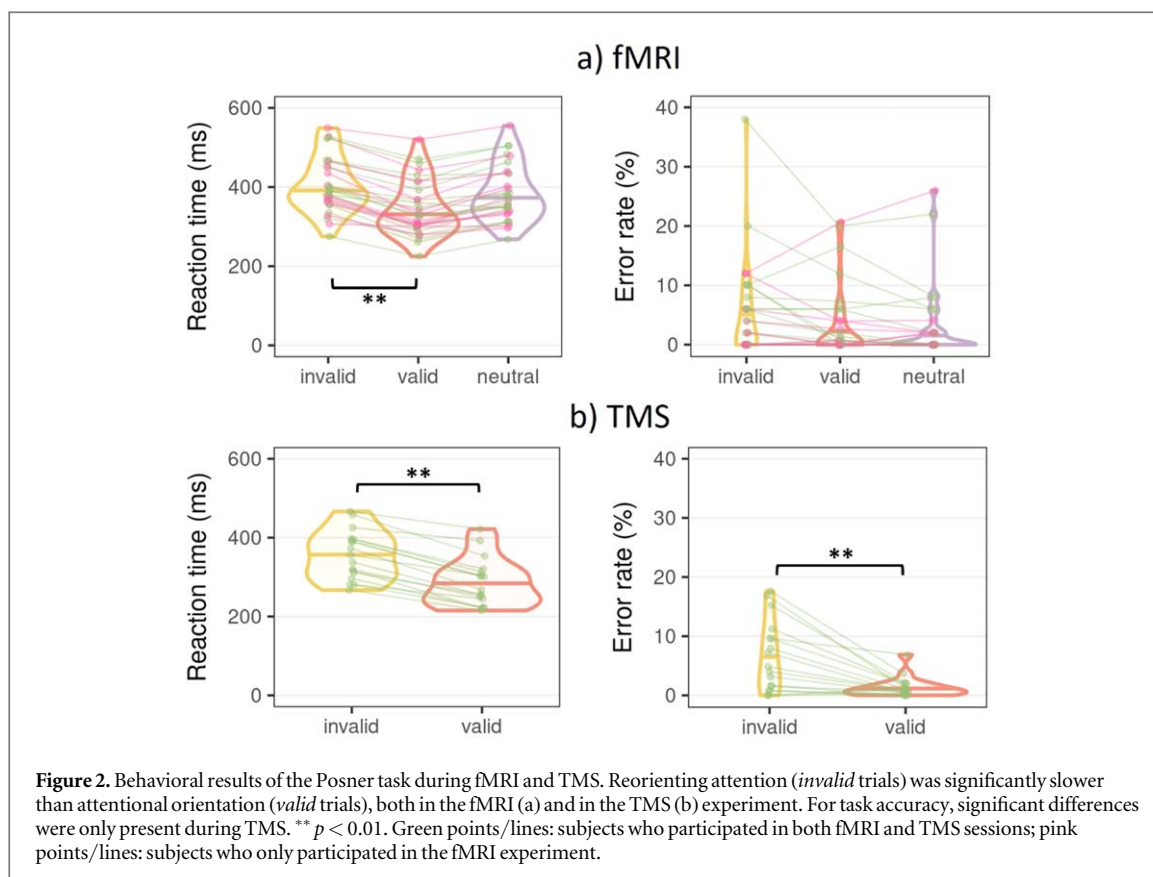 a) fMRI
Reaction time (ms)
600
400
200
0
**
invalid valid neutral
Error rate (%)
40
30
20
10
0
invalid valid neutral
b) TMS
Reaction time (ms)
600
400
200
0
**
invalid valid
Error rate (%)
40
30
20
10
0
**
invalid valid
Figure 2. Behavioral results of the Posner task during fMRI and TMS. Reorienting attention (invalid trials) was significantly slower
than attentional orientation (valid trials), both in the fMRI (a) and in the TMS (b) experiment. For task accuracy, significant differences
were only present during TMS. ** p < 0.01. Green points/lines: subjects who participated in both fMRI and TMS sessions; pink
points/lines: subjects who only participated in the fMRI experiment.